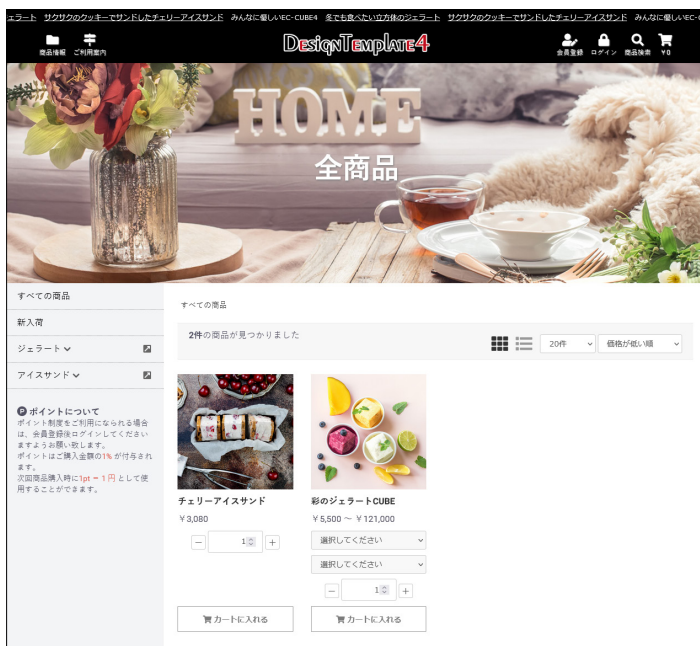 ェラート サクサクのクッキーでサンドしたチェリーアイスサンド みんなに優しいEC-CUBE4 冬でも食べたい立方体のジェラート サクサクのクッキーでサンドしたチェリーアイスサンド みんなに優しいEC-C
商品情報 ご利用案内 DesignTemplate4 会員登録 ログイン 商品検索 ￥0
HOME
全商品
すべての商品
新入荷
ジェラート
アイスサンド
ポイントについて
ポイント制度をご利用になられる場合
は、会員登録後ログインしてください
ますようお願い致します。
ポイントはご購入金額の1% が付与され
ます。
次回商品購入時に1pt = 1円 として使
用することができます。
すべての商品
2件の商品が見つかりました
20件 価格が低い順
チェリーアイスサンド
￥3,080
－ 1 ＋
カートに入れる
彩のジェラートCUBE
￥5,500 ～ ￥121,000
選択してください
選択してください
－ 1 ＋
カートに入れる